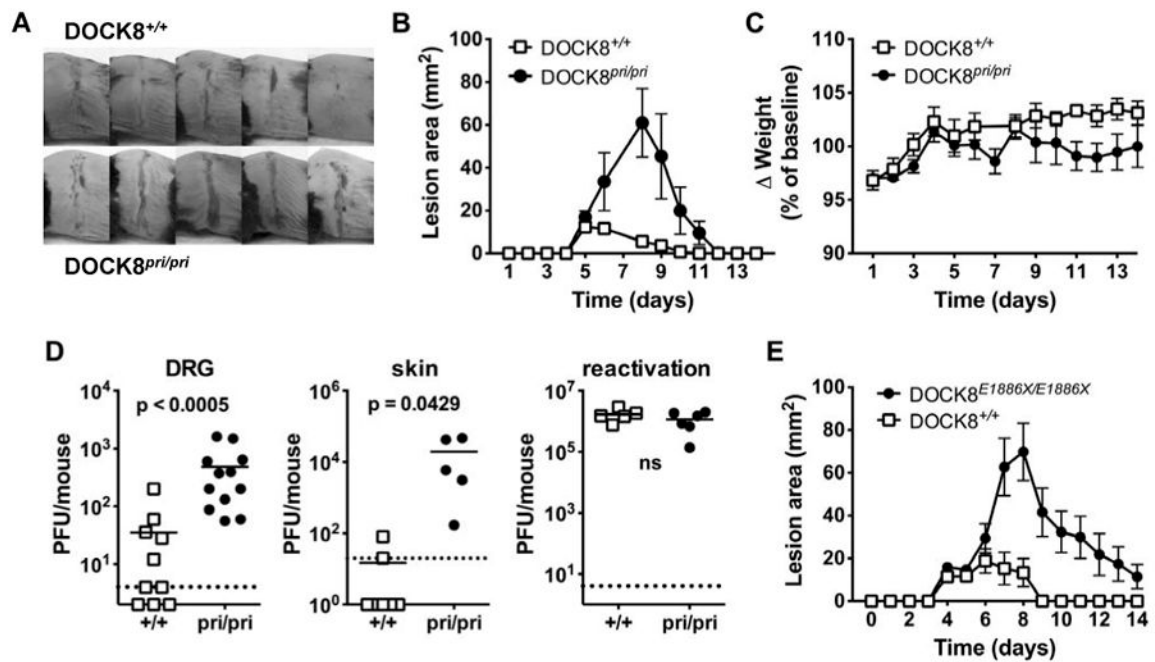 A
DOCK8+/+
DOCK8pri/pri
B
Lesion area (mm2)
100
80
60
40
20
0
DOCK8+/+
DOCK8pri/pri
1 3 5 7 9 11 13
Time (days)
C
Δ Weight
(% of baseline)
110
105
100
95
90
DOCK8+/+
DOCK8pri/pri
1 3 5 7 9 11 13
Time (days)
D
DRG
PFU/mouse
104
103
102
101
p < 0.0005
+/+ pri/pri
skin
PFU/mouse
106
104
102
100
p = 0.0429
+/+ pri/pri
reactivation
PFU/mouse
107
105
103
101
ns
+/+ pri/pri
E
Lesion area (mm2)
100
80
60
40
20
0
DOCK8E1886X/E1886X
DOCK8+/+
0 2 4 6 8 10 12 14
Time (days)